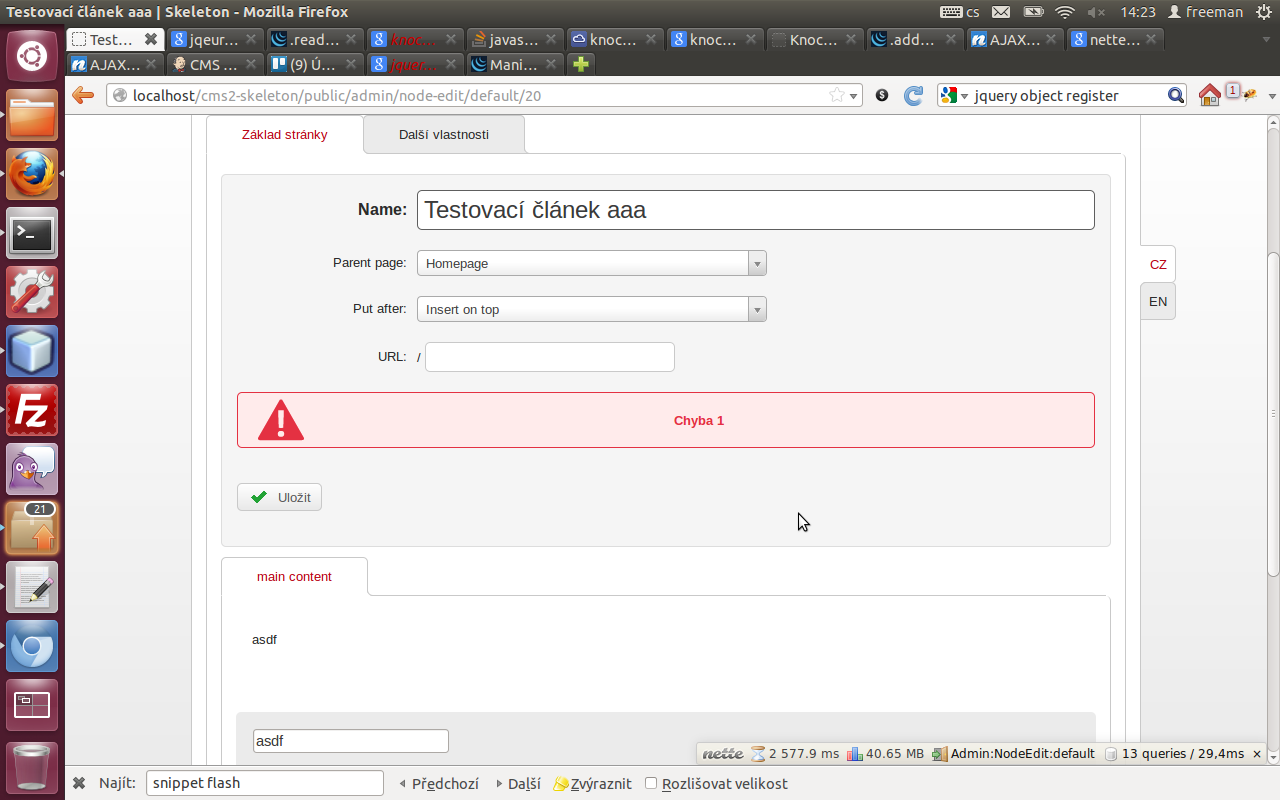 Testovací článek aaa | Skeleton - Mozilla Firefox
cs
14:23
freeman
Test…
jqeur…
.read…
knoc…
javas…
knoc…
knoc…
Knoc…
.add…
AJAX…
nette…
AJAX…
CMS …
(9) Ú…
jquer…
Mani…
localhost/cms2-skeleton/public/admin/node-edit/default/20
jquery object register
1
Základ stránky
Další vlastnosti
Name:
Testovací článek aaa
Parent page:
Homepage
Put after:
Insert on top
URL:
/
CZ
EN
Chyba 1
Uložit
main content
asdf
asdf
21
nette 2 577.9 ms 40.65 MB Admin:NodeEdit:default 13 queries / 29,4ms ×
Najít: snippet flash Předchozí Další Zvýraznit Rozlišovat velikost